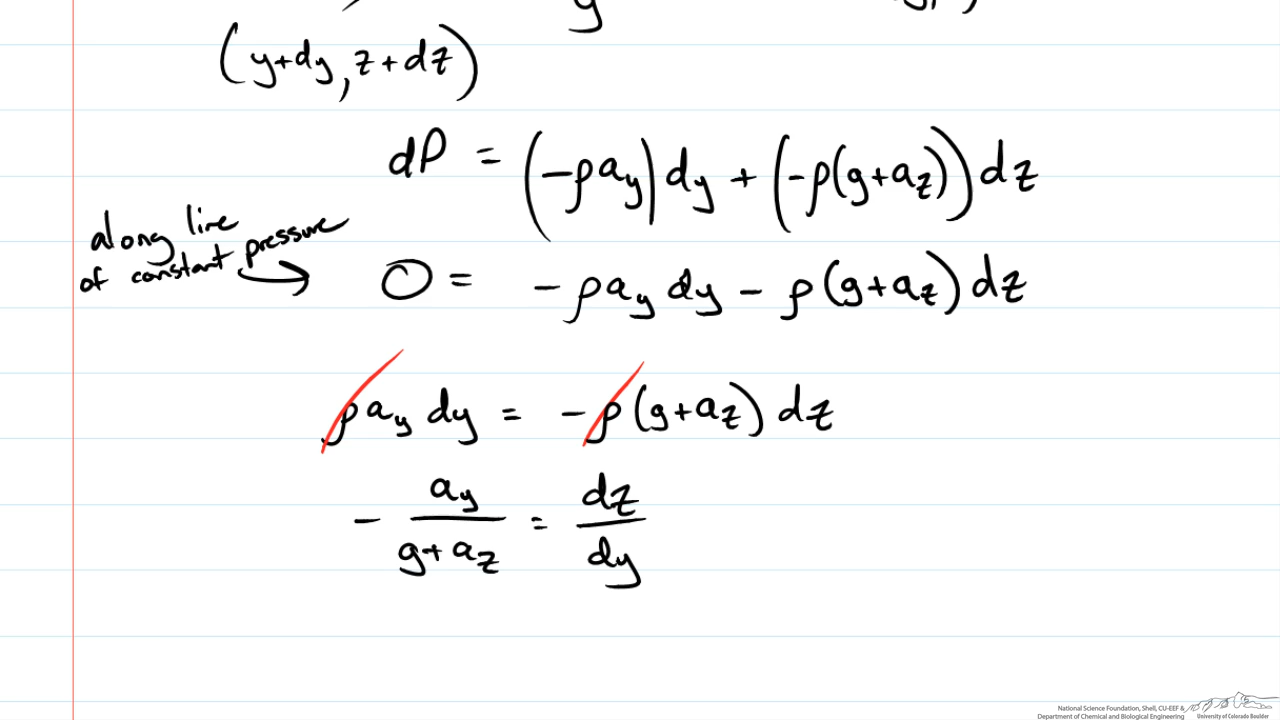 y
(y+dy, z+dz)
dP = (-ρa_y)dy + (-ρ(g+a_z))dz
along line
of constant pressure →
0 = -ρa_y dy - ρ(g+a_z)dz
ρa_y dy = -ρ(g+a_z)dz
- a_y/(g+a_z) = dz/dy
National Science Foundation, Shell, CU-EEF &
Department of Chemical and Biological Engineering
University of Colorado Boulder